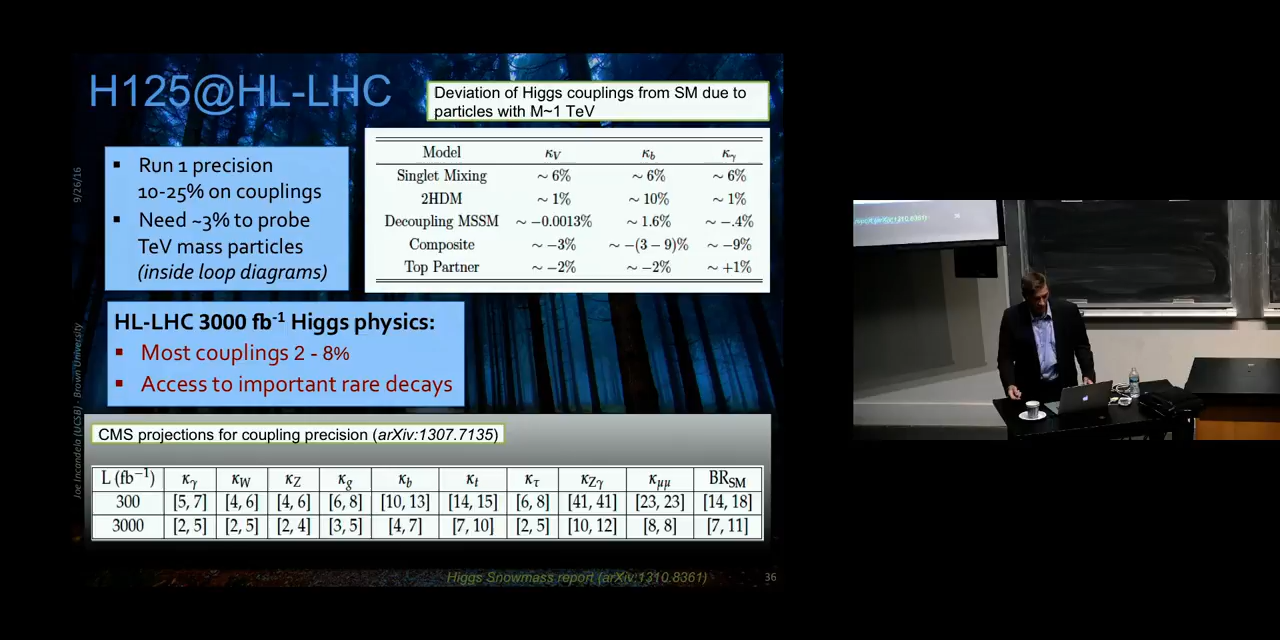 H125@HL-LHC
Deviation of Higgs couplings from SM due to
particles with M~1 TeV
9/26/16
▪ Run 1 precision
10-25% on couplings
▪ Need ~3% to probe
TeV mass particles
(inside loop diagrams)
Model κV κb κγ
Singlet Mixing ∼ 6% ∼ 6% ∼ 6%
2HDM ∼ 1% ∼ 10% ∼ 1%
Decoupling MSSM ∼ −0.0013% ∼ 1.6% ∼ −.4%
Composite ∼ −3% ∼ −(3 − 9)% ∼ −9%
Top Partner ∼ −2% ∼ −2% ∼ +1%
HL-LHC 3000 fb-1 Higgs physics:
▪ Most couplings 2 - 8%
▪ Access to important rare decays
Joe Incandela (UCSB) - Brown University
CMS projections for coupling precision (arXiv:1307.7135)
L (fb−1) κγ κW κZ κg κb κt κτ κZγ κμμ BRSM
300 [5, 7] [4, 6] [4, 6] [6, 8] [10, 13] [14, 15] [6, 8] [41, 41] [23, 23] [14, 18]
3000 [2, 5] [2, 5] [2, 4] [3, 5] [4, 7] [7, 10] [2, 5] [10, 12] [8, 8] [7, 11]
Higgs Snowmass report (arXiv:1310.8361)
36